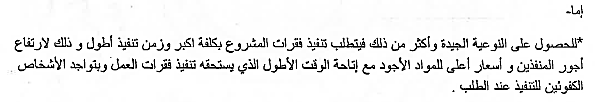 إما-
*للحصول على النوعية الجيدة وأكثر من ذلك فيتطلب تنفيذ فقرات المشروع بكلفة اكبر وزمن تنفيذ أطول و ذلك لارتفاع
أجور المنفذين و أسعار أعلى للمواد الأجود مع إتاحة الوقت الأطول الذي يستحقه تنفيذ فقرات العمل وبتواجد الأشخاص
الكفوئين للتنفيذ عند الطلب .